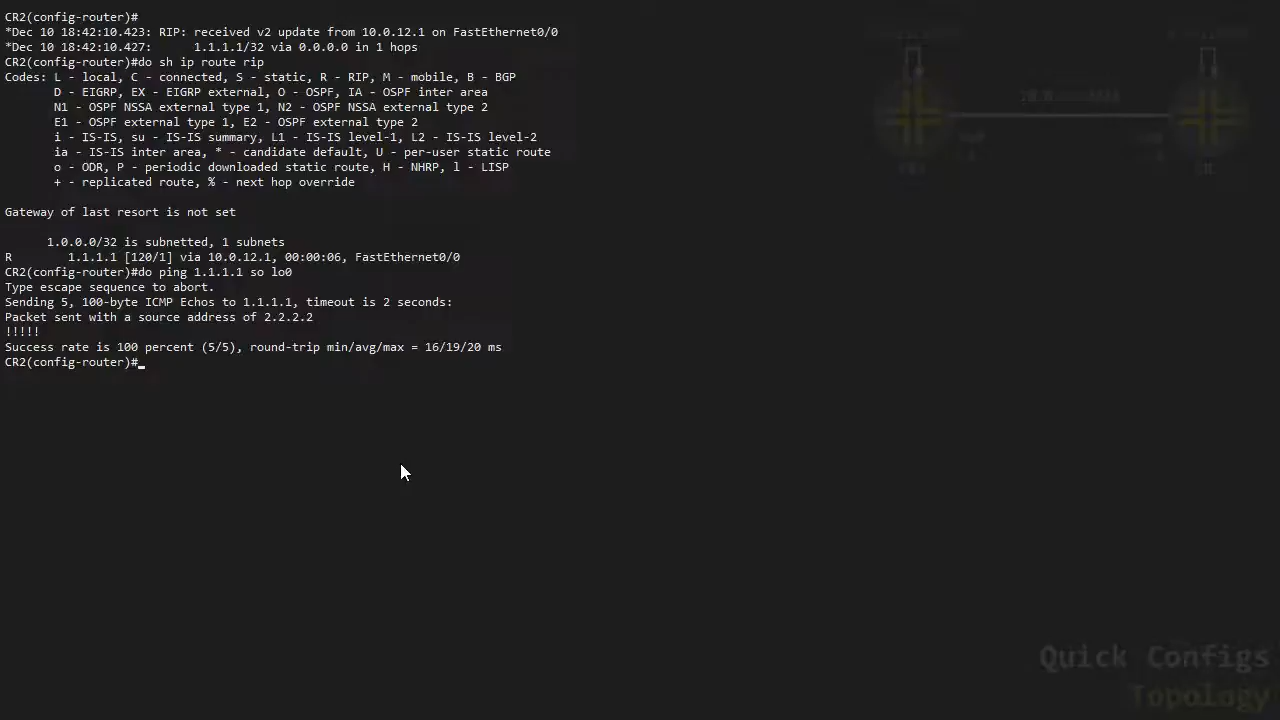 CR2(config-router)#
*Dec 10 18:42:10.423: RIP: received v2 update from 10.0.12.1 on FastEthernet0/0
*Dec 10 18:42:10.427:      1.1.1.1/32 via 0.0.0.0 in 1 hops
CR2(config-router)#do sh ip route rip
Codes: L - local, C - connected, S - static, R - RIP, M - mobile, B - BGP
       D - EIGRP, EX - EIGRP external, O - OSPF, IA - OSPF inter area
       N1 - OSPF NSSA external type 1, N2 - OSPF NSSA external type 2
       E1 - OSPF external type 1, E2 - OSPF external type 2
       i - IS-IS, su - IS-IS summary, L1 - IS-IS level-1, L2 - IS-IS level-2
       ia - IS-IS inter area, * - candidate default, U - per-user static route
       o - ODR, P - periodic downloaded static route, H - NHRP, l - LISP
       + - replicated route, % - next hop override
Gateway of last resort is not set
      1.0.0.0/32 is subnetted, 1 subnets
R        1.1.1.1 [120/1] via 10.0.12.1, 00:00:06, FastEthernet0/0
CR2(config-router)#do ping 1.1.1.1 so lo0
Type escape sequence to abort.
Sending 5, 100-byte ICMP Echos to 1.1.1.1, timeout is 2 seconds:
Packet sent with a source address of 2.2.2.2
!!!!!
Success rate is 100 percent (5/5), round-trip min/avg/max = 16/19/20 ms
CR2(config-router)#
Quick Configs
Topology